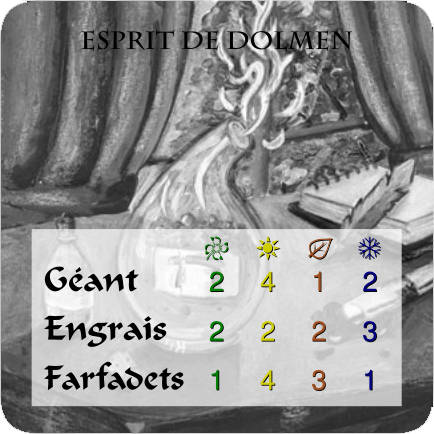 ESPRIT DE DOLMEN
Géant 2 4 1 2
Engrais 2 2 2 3
Farfadets 1 4 3 1